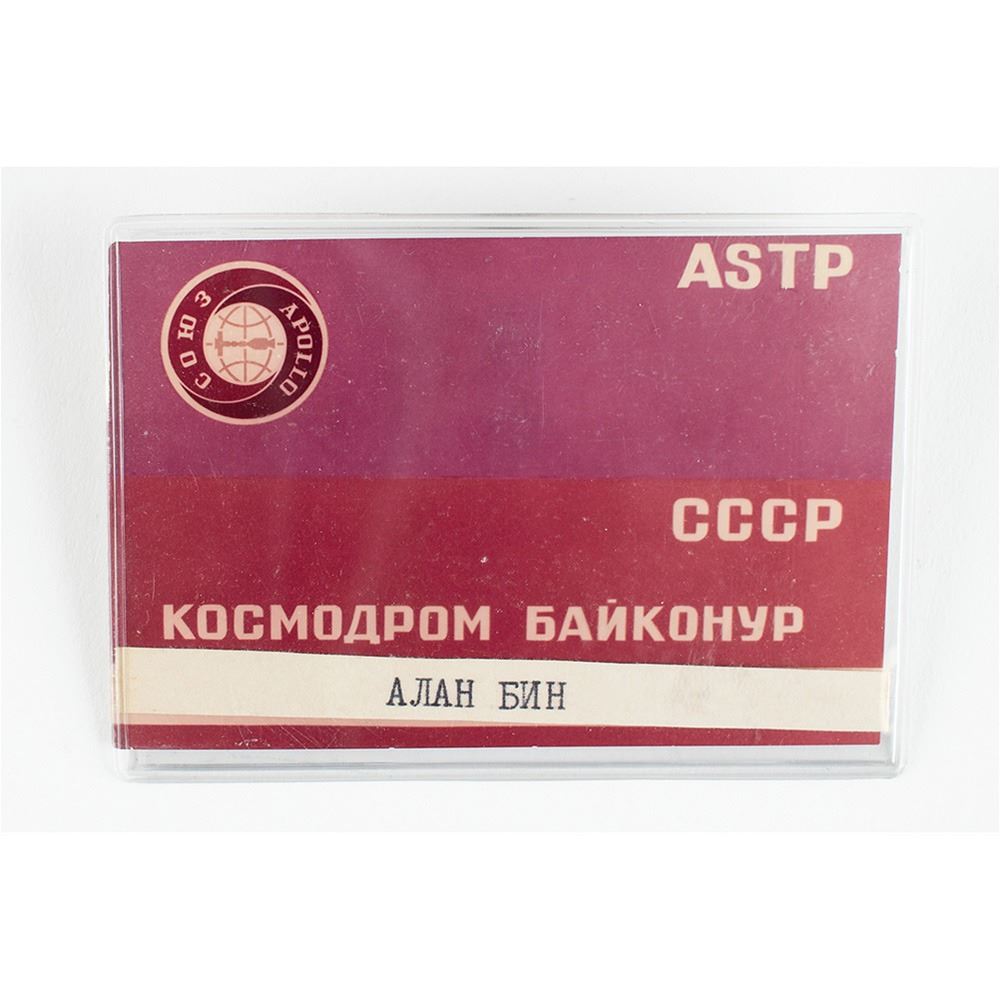 ASTP
СОЮЗ
APOLLO
СССР
КОСМОДРОМ БАЙКОНУР
АЛАН БИН